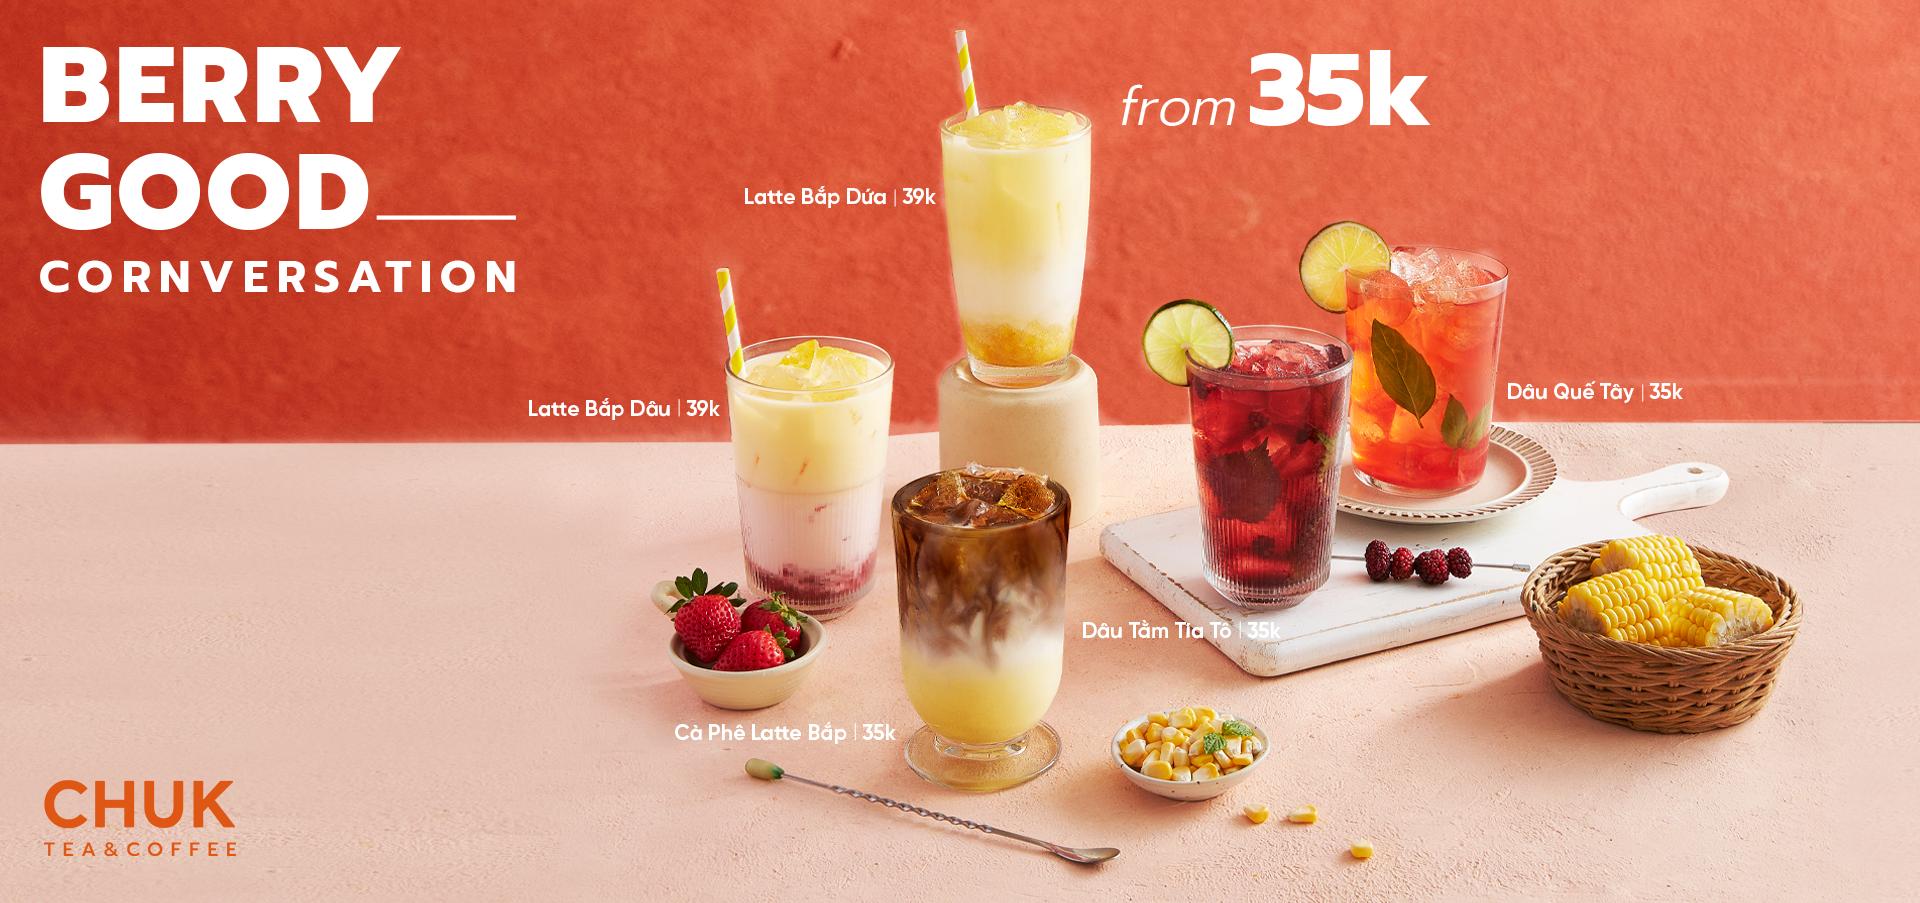 BERRY
GOOD
CORNVERSATION
from 35k
Latte Bắp Dứa | 39k
Latte Bắp Dâu | 39k
Dâu Quế Tây | 35k
Dâu Tằm Tía Tô | 35k
Cà Phê Latte Bắp | 35k
CHUK
TEA&COFFEE